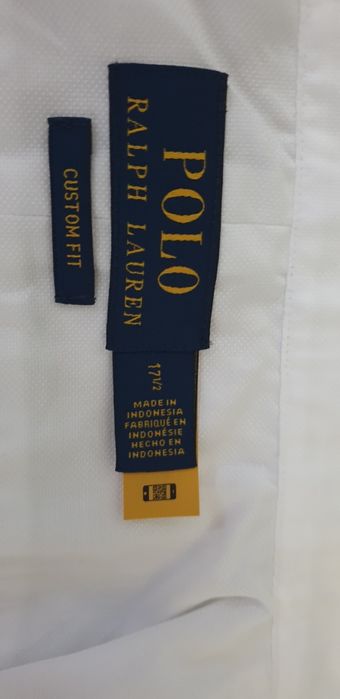 POLO
RALPH LAUREN
CUSTOM FIT
17½
MADE IN
INDONESIA
FABRIQUÉ EN
INDONÉSIE
HECHO EN
INDONESIA